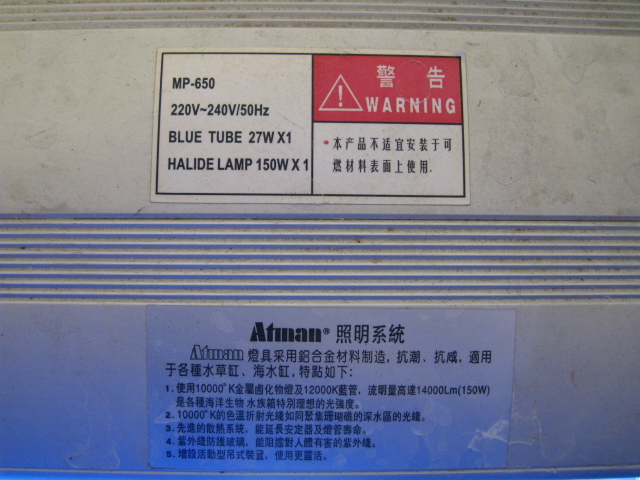 MP-650
220V~240V/50Hz
BLUE TUBE 27W X1
HALIDE LAMP 150W X 1
警告
WARNING
*本产品不适宜安装于可
燃材料表面上使用.
Atman® 照明系統
Atman 燈具采用鋁合金材料制造，抗潮、抗咸，適用
于各種水草缸、海水缸，特點如下：
1. 使用10000°K金屬鹵化物燈及12000K藍管，流明量高達14000Lm(150W)
是各種海洋生物 水族箱特別理想的光強度。
2. 10000°K的色溫折射光綫如同聚集珊瑚礁的深水區的光綫。
3. 先進的散熱系統，能延長安定器及燈管壽命。
4. 紫外綫防護玻璃，能阻擋對人體有害的紫外綫。
5. 增設活動型吊式裝置，使用更靈活。